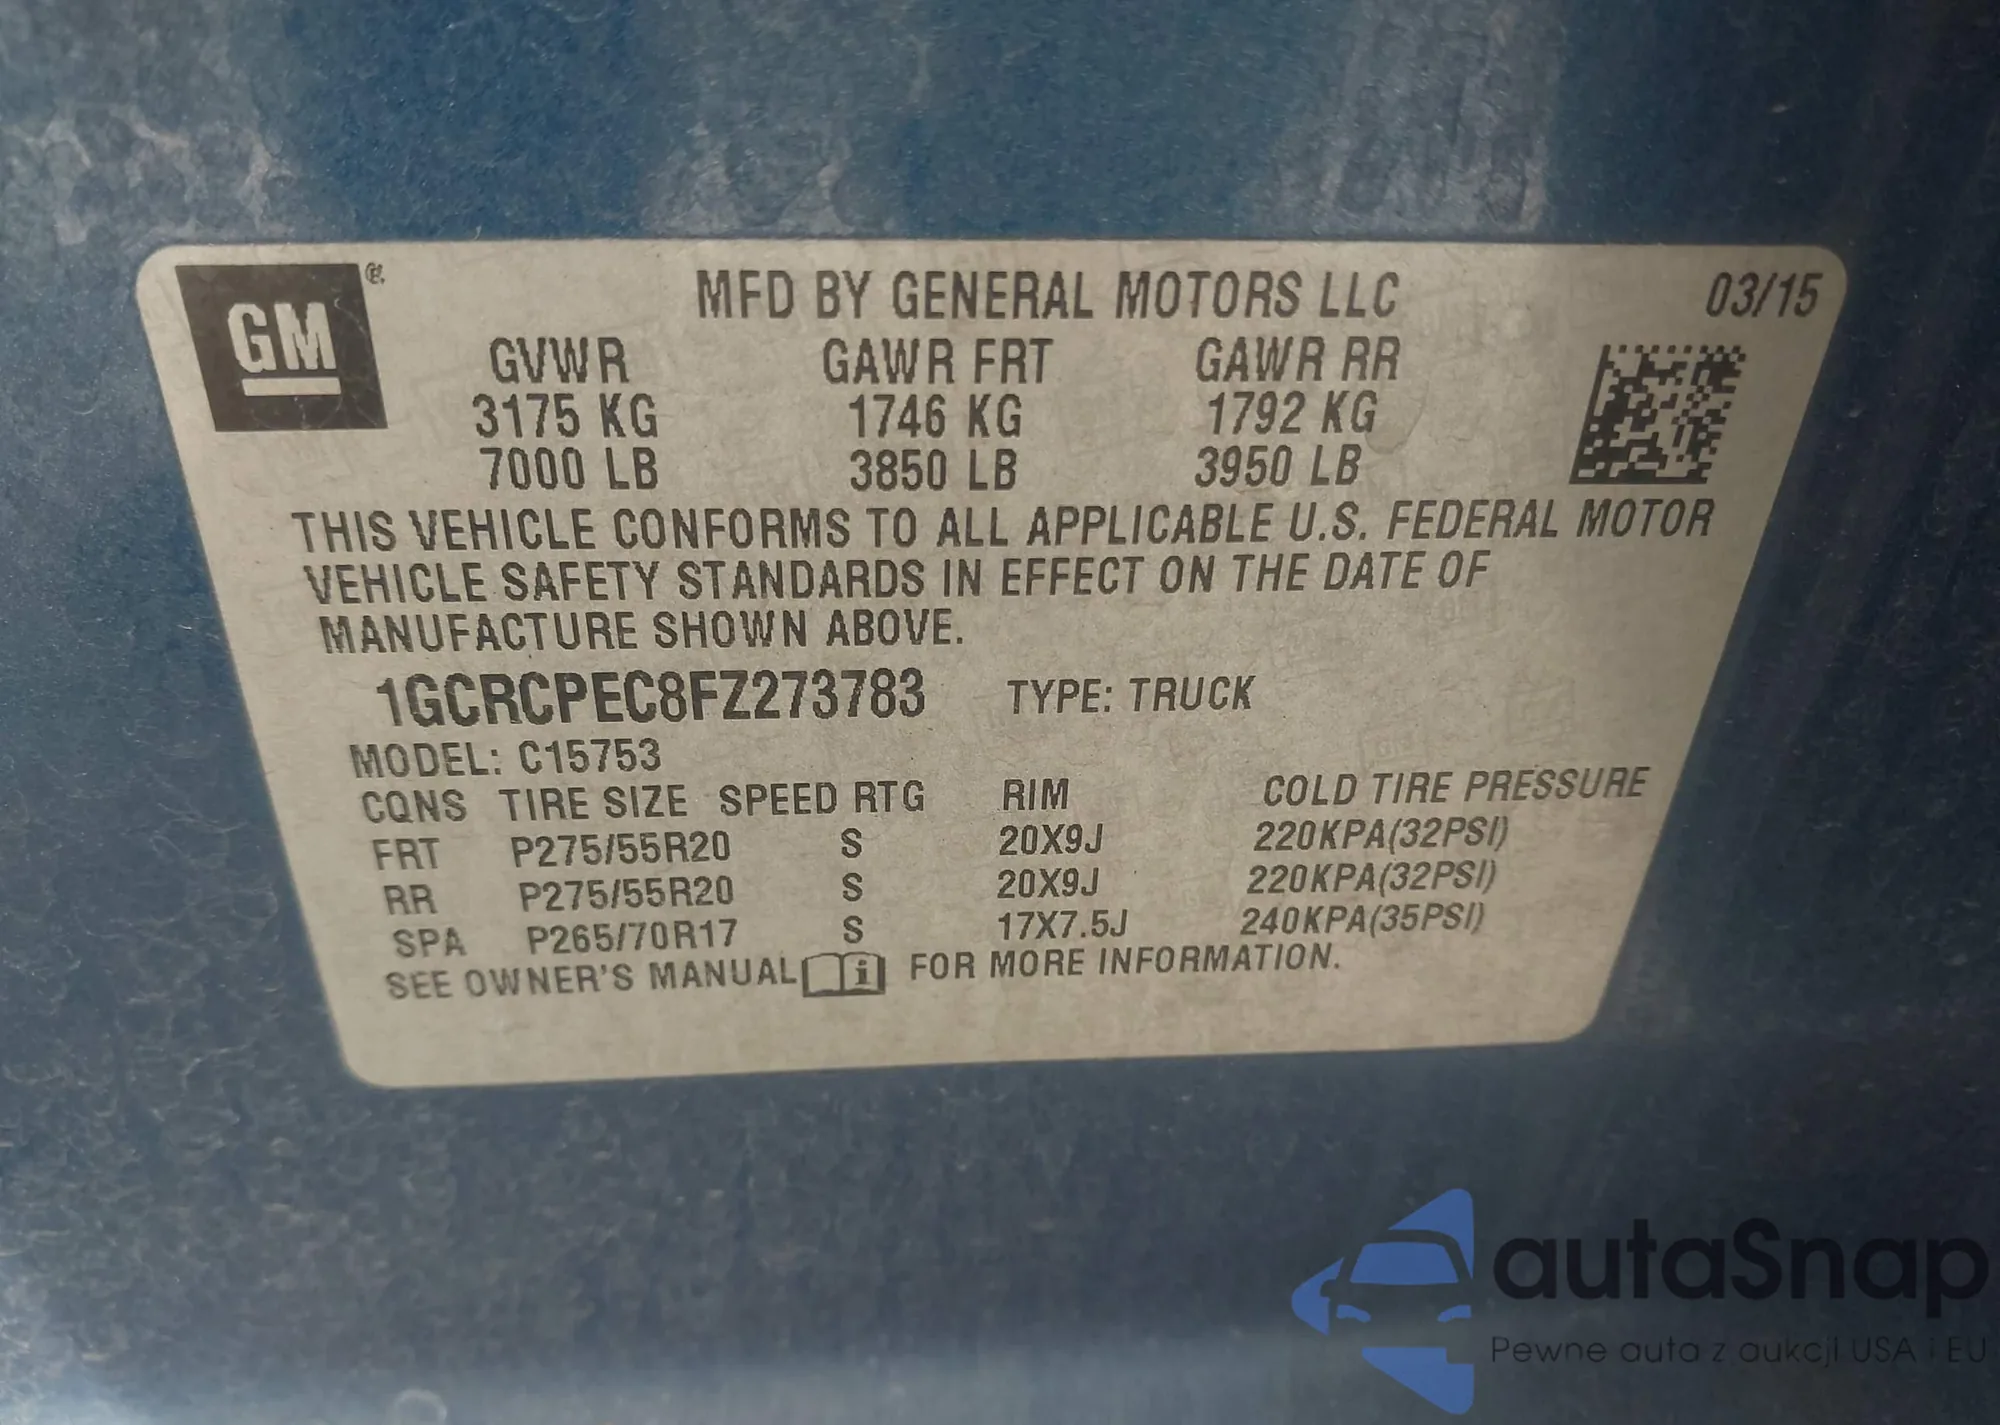 GM ®
MFD BY GENERAL MOTORS LLC 03/15
GVWR GAWR FRT GAWR RR
3175 KG 1746 KG 1792 KG
7000 LB 3850 LB 3950 LB
THIS VEHICLE CONFORMS TO ALL APPLICABLE U.S. FEDERAL MOTOR
VEHICLE SAFETY STANDARDS IN EFFECT ON THE DATE OF
MANUFACTURE SHOWN ABOVE.
1GCRCPEC8FZ273783 TYPE: TRUCK
MODEL: C15753
CQNS TIRE SIZE SPEED RTG RIM COLD TIRE PRESSURE
FRT P275/55R20 S 20X9J 220KPA(32PSI)
RR P275/55R20 S 20X9J 220KPA(32PSI)
SPA P265/70R17 S 17X7.5J 240KPA(35PSI)
SEE OWNER'S MANUAL i FOR MORE INFORMATION.
autaSnap
Pewne auta z aukcji USA i EU